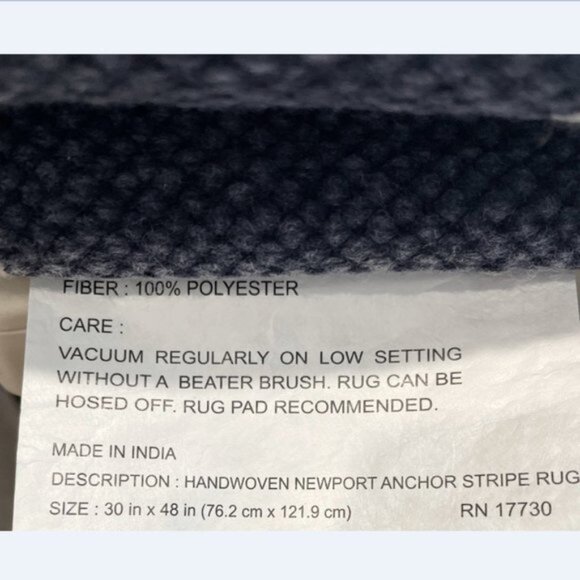 FIBER : 100% POLYESTER
CARE :
VACUUM REGULARLY ON LOW SETTING
WITHOUT A BEATER BRUSH. RUG CAN BE
HOSED OFF. RUG PAD RECOMMENDED.
MADE IN INDIA
DESCRIPTION : HANDWOVEN NEWPORT ANCHOR STRIPE RUG
SIZE : 30 in x 48 in (76.2 cm x 121.9 cm) RN 17730